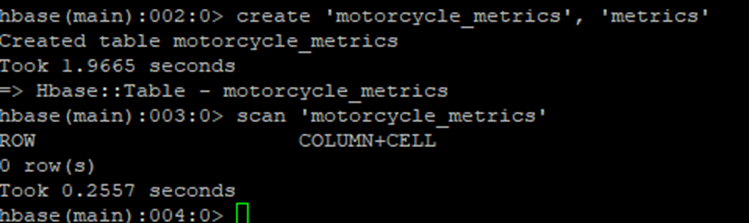 hbase(main):002:0> create 'motorcycle_metrics', 'metrics'
Created table motorcycle_metrics
Took 1.9665 seconds
=> Hbase::Table - motorcycle_metrics
hbase(main):003:0> scan 'motorcycle_metrics'
ROW                          COLUMN+CELL
0 row(s)
Took 0.2557 seconds
hbase(main):004:0>